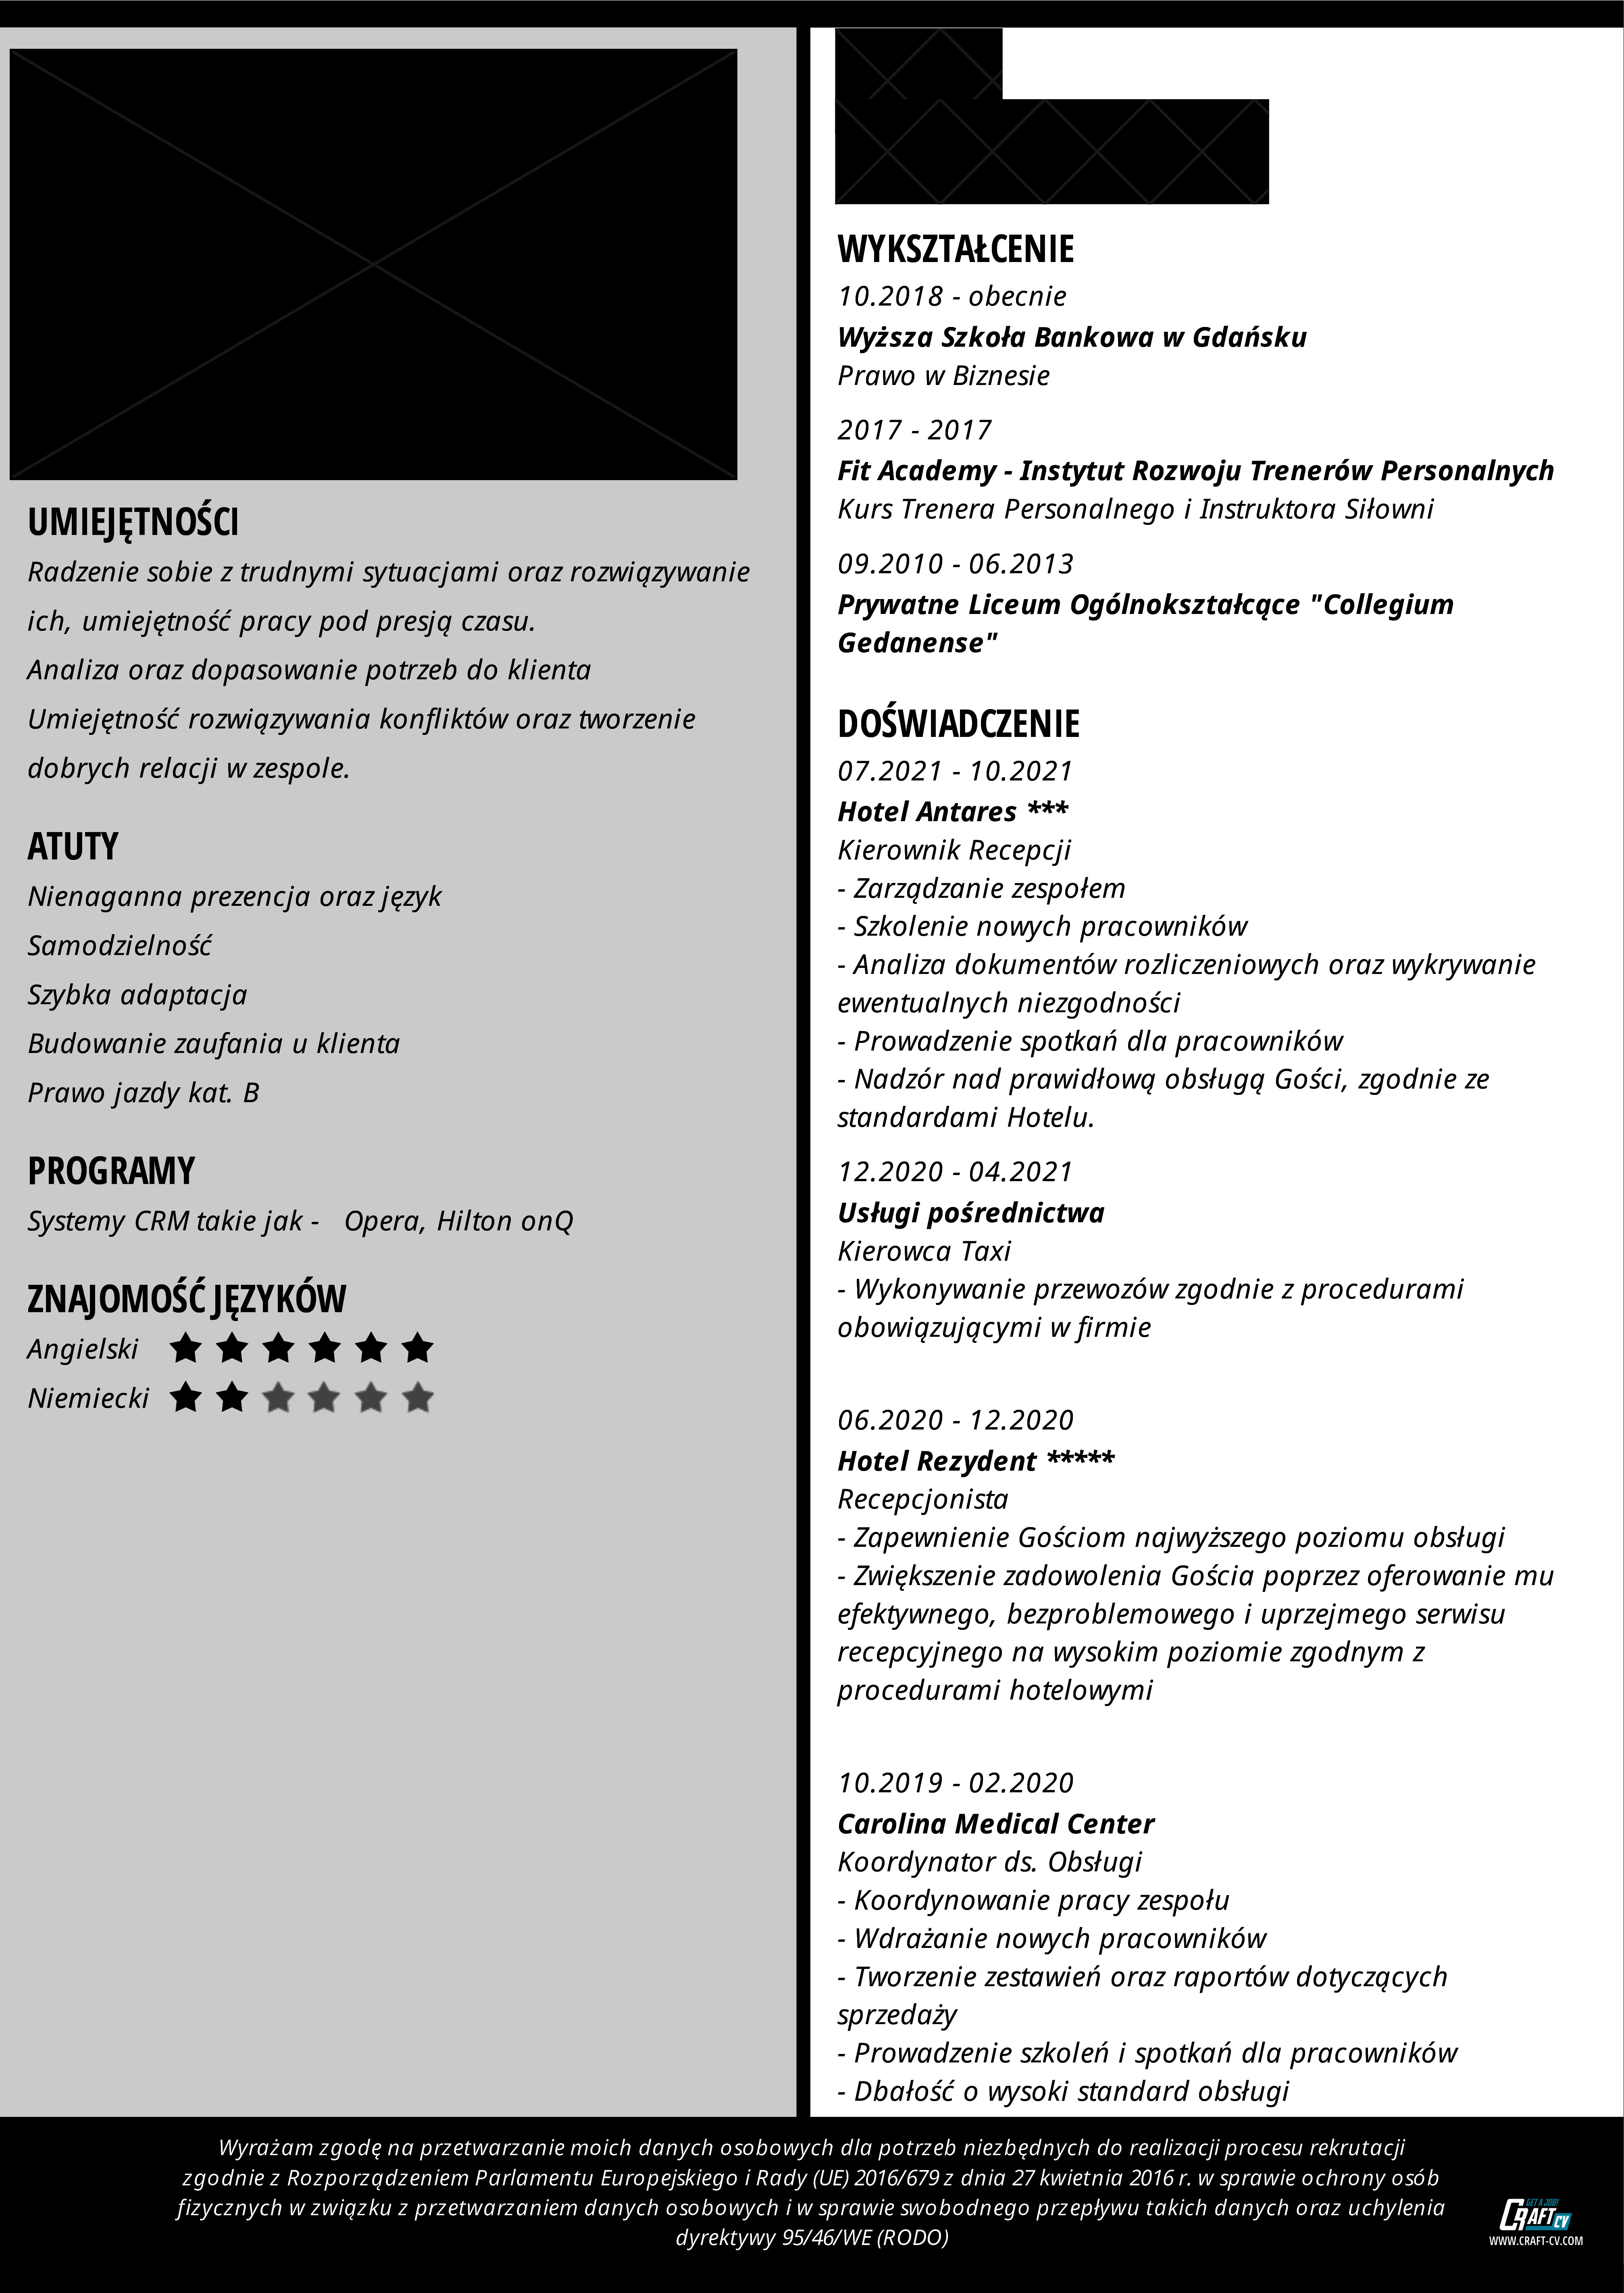 UMIEJĘTNOŚCI
Radzenie sobie z trudnymi sytuacjami oraz rozwiązywanie
ich, umiejętność pracy pod presją czasu.
Analiza oraz dopasowanie potrzeb do klienta
Umiejętność rozwiązywania konfliktów oraz tworzenie
dobrych relacji w zespole.
ATUTY
Nienaganna prezencja oraz język
Samodzielność
Szybka adaptacja
Budowanie zaufania u klienta
Prawo jazdy kat. B
PROGRAMY
Systemy CRM takie jak - Opera, Hilton onQ
ZNAJOMOŚĆ JĘZYKÓW
Angielski
Niemiecki
WYKSZTAŁCENIE
10.2018 - obecnie
Wyższa Szkoła Bankowa w Gdańsku
Prawo w Biznesie
2017 - 2017
Fit Academy - Instytut Rozwoju Trenerów Personalnych
Kurs Trenera Personalnego i Instruktora Siłowni
09.2010 - 06.2013
Prywatne Liceum Ogólnokształcące "Collegium
Gedanense"
DOŚWIADCZENIE
07.2021 - 10.2021
Hotel Antares ***
Kierownik Recepcji
- Zarządzanie zespołem
- Szkolenie nowych pracowników
- Analiza dokumentów rozliczeniowych oraz wykrywanie
ewentualnych niezgodności
- Prowadzenie spotkań dla pracowników
- Nadzór nad prawidłową obsługą Gości, zgodnie ze
standardami Hotelu.
12.2020 - 04.2021
Usługi pośrednictwa
Kierowca Taxi
- Wykonywanie przewozów zgodnie z procedurami
obowiązującymi w firmie
06.2020 - 12.2020
Hotel Rezydent *****
Recepcjonista
- Zapewnienie Gościom najwyższego poziomu obsługi
- Zwiększenie zadowolenia Gościa poprzez oferowanie mu
efektywnego, bezproblemowego i uprzejmego serwisu
recepcyjnego na wysokim poziomie zgodnym z
procedurami hotelowymi
10.2019 - 02.2020
Carolina Medical Center
Koordynator ds. Obsługi
- Koordynowanie pracy zespołu
- Wdrażanie nowych pracowników
- Tworzenie zestawień oraz raportów dotyczących
sprzedaży
- Prowadzenie szkoleń i spotkań dla pracowników
- Dbałość o wysoki standard obsługi
Wyrażam zgodę na przetwarzanie moich danych osobowych dla potrzeb niezbędnych do realizacji procesu rekrutacji
zgodnie z Rozporządzeniem Parlamentu Europejskiego i Rady (UE) 2016/679 z dnia 27 kwietnia 2016 r. w sprawie ochrony osób
fizycznych w związku z przetwarzaniem danych osobowych i w sprawie swobodnego przepływu takich danych oraz uchylenia
dyrektywy 95/46/WE (RODO)
GET A JOB!
CRAFT CV
WWW.CRAFT-CV.COM